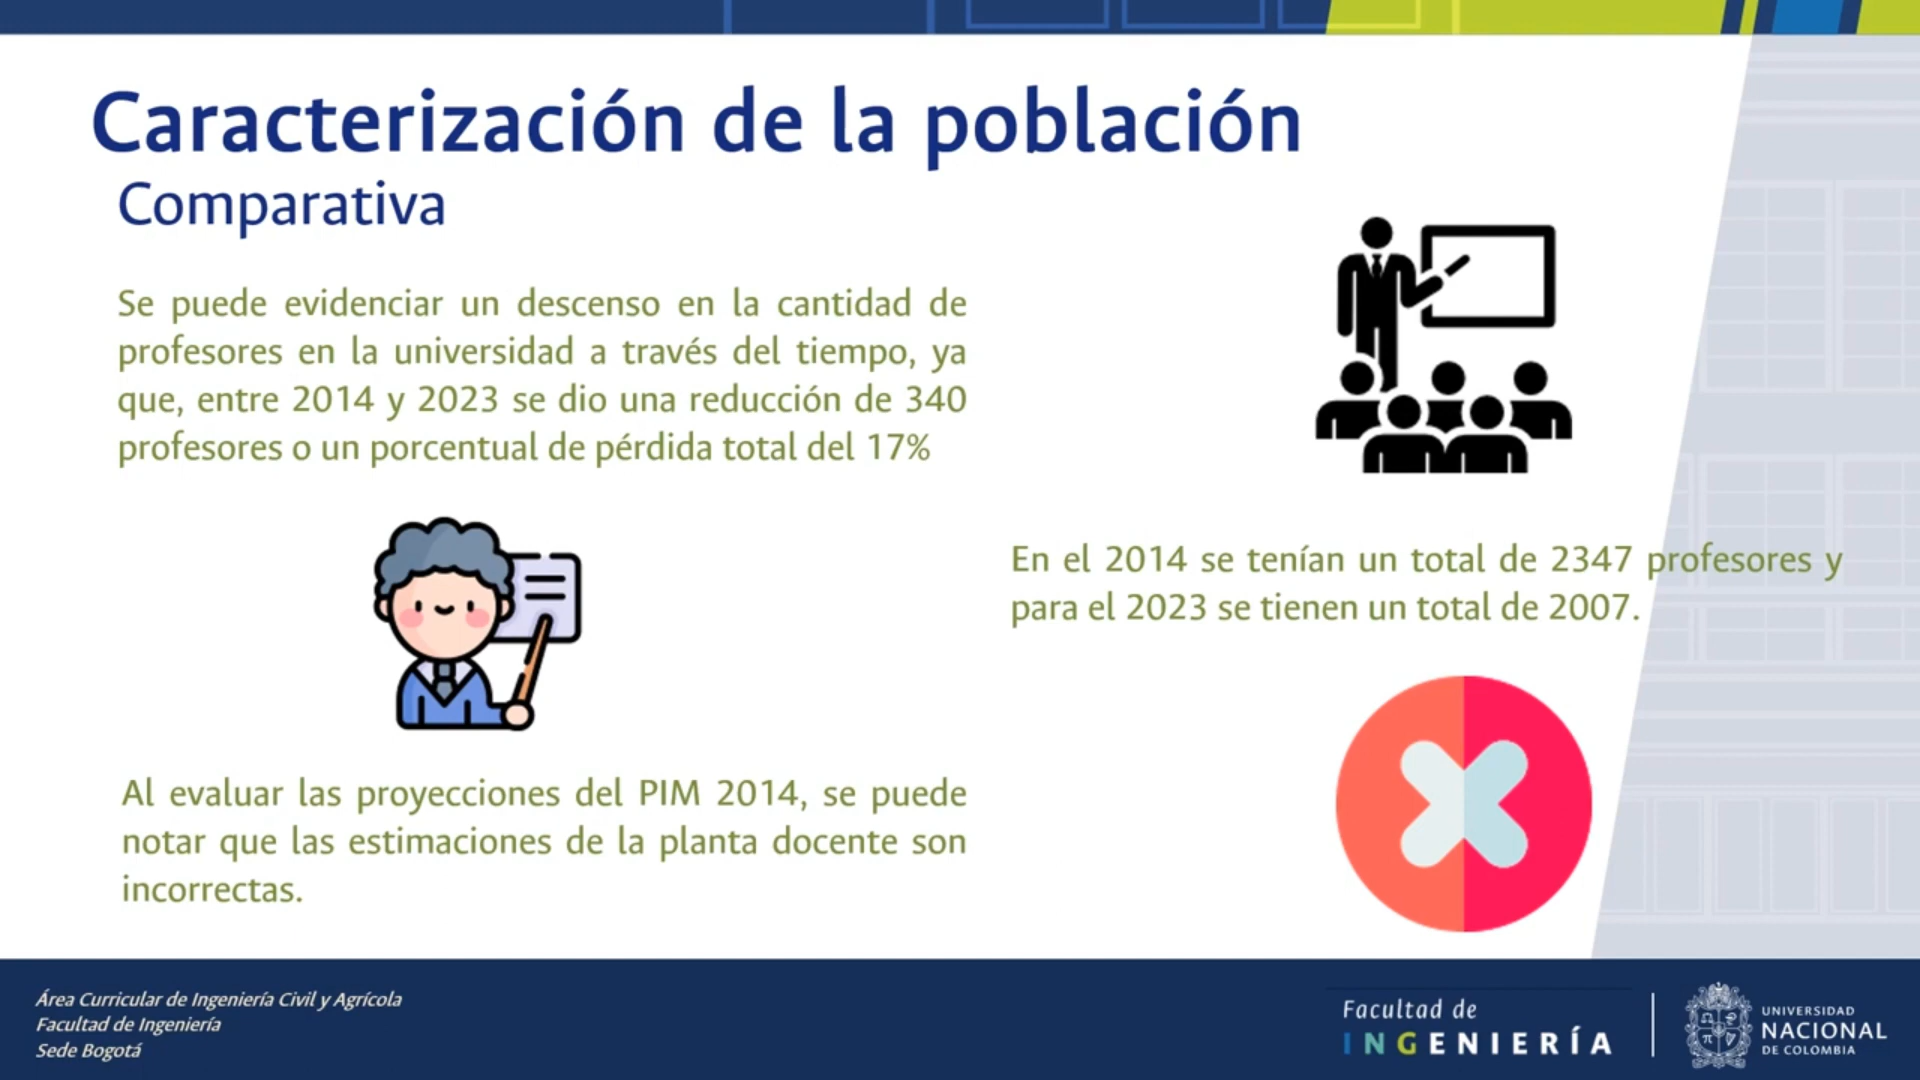 Caracterización de la población
Comparativa
Se puede evidenciar un descenso en la cantidad de
profesores en la universidad a través del tiempo, ya
que, entre 2014 y 2023 se dio una reducción de 340
profesores o un porcentual de pérdida total del 17%
En el 2014 se tenían un total de 2347 profesores y
para el 2023 se tienen un total de 2007.
Al evaluar las proyecciones del PIM 2014, se puede
notar que las estimaciones de la planta docente son
incorrectas.
Área Curricular de Ingeniería Civil y Agrícola
Facultad de Ingeniería
Sede Bogotá
Facultad de
INGENIERÍA
UNIVERSIDAD
NACIONAL
DE COLOMBIA